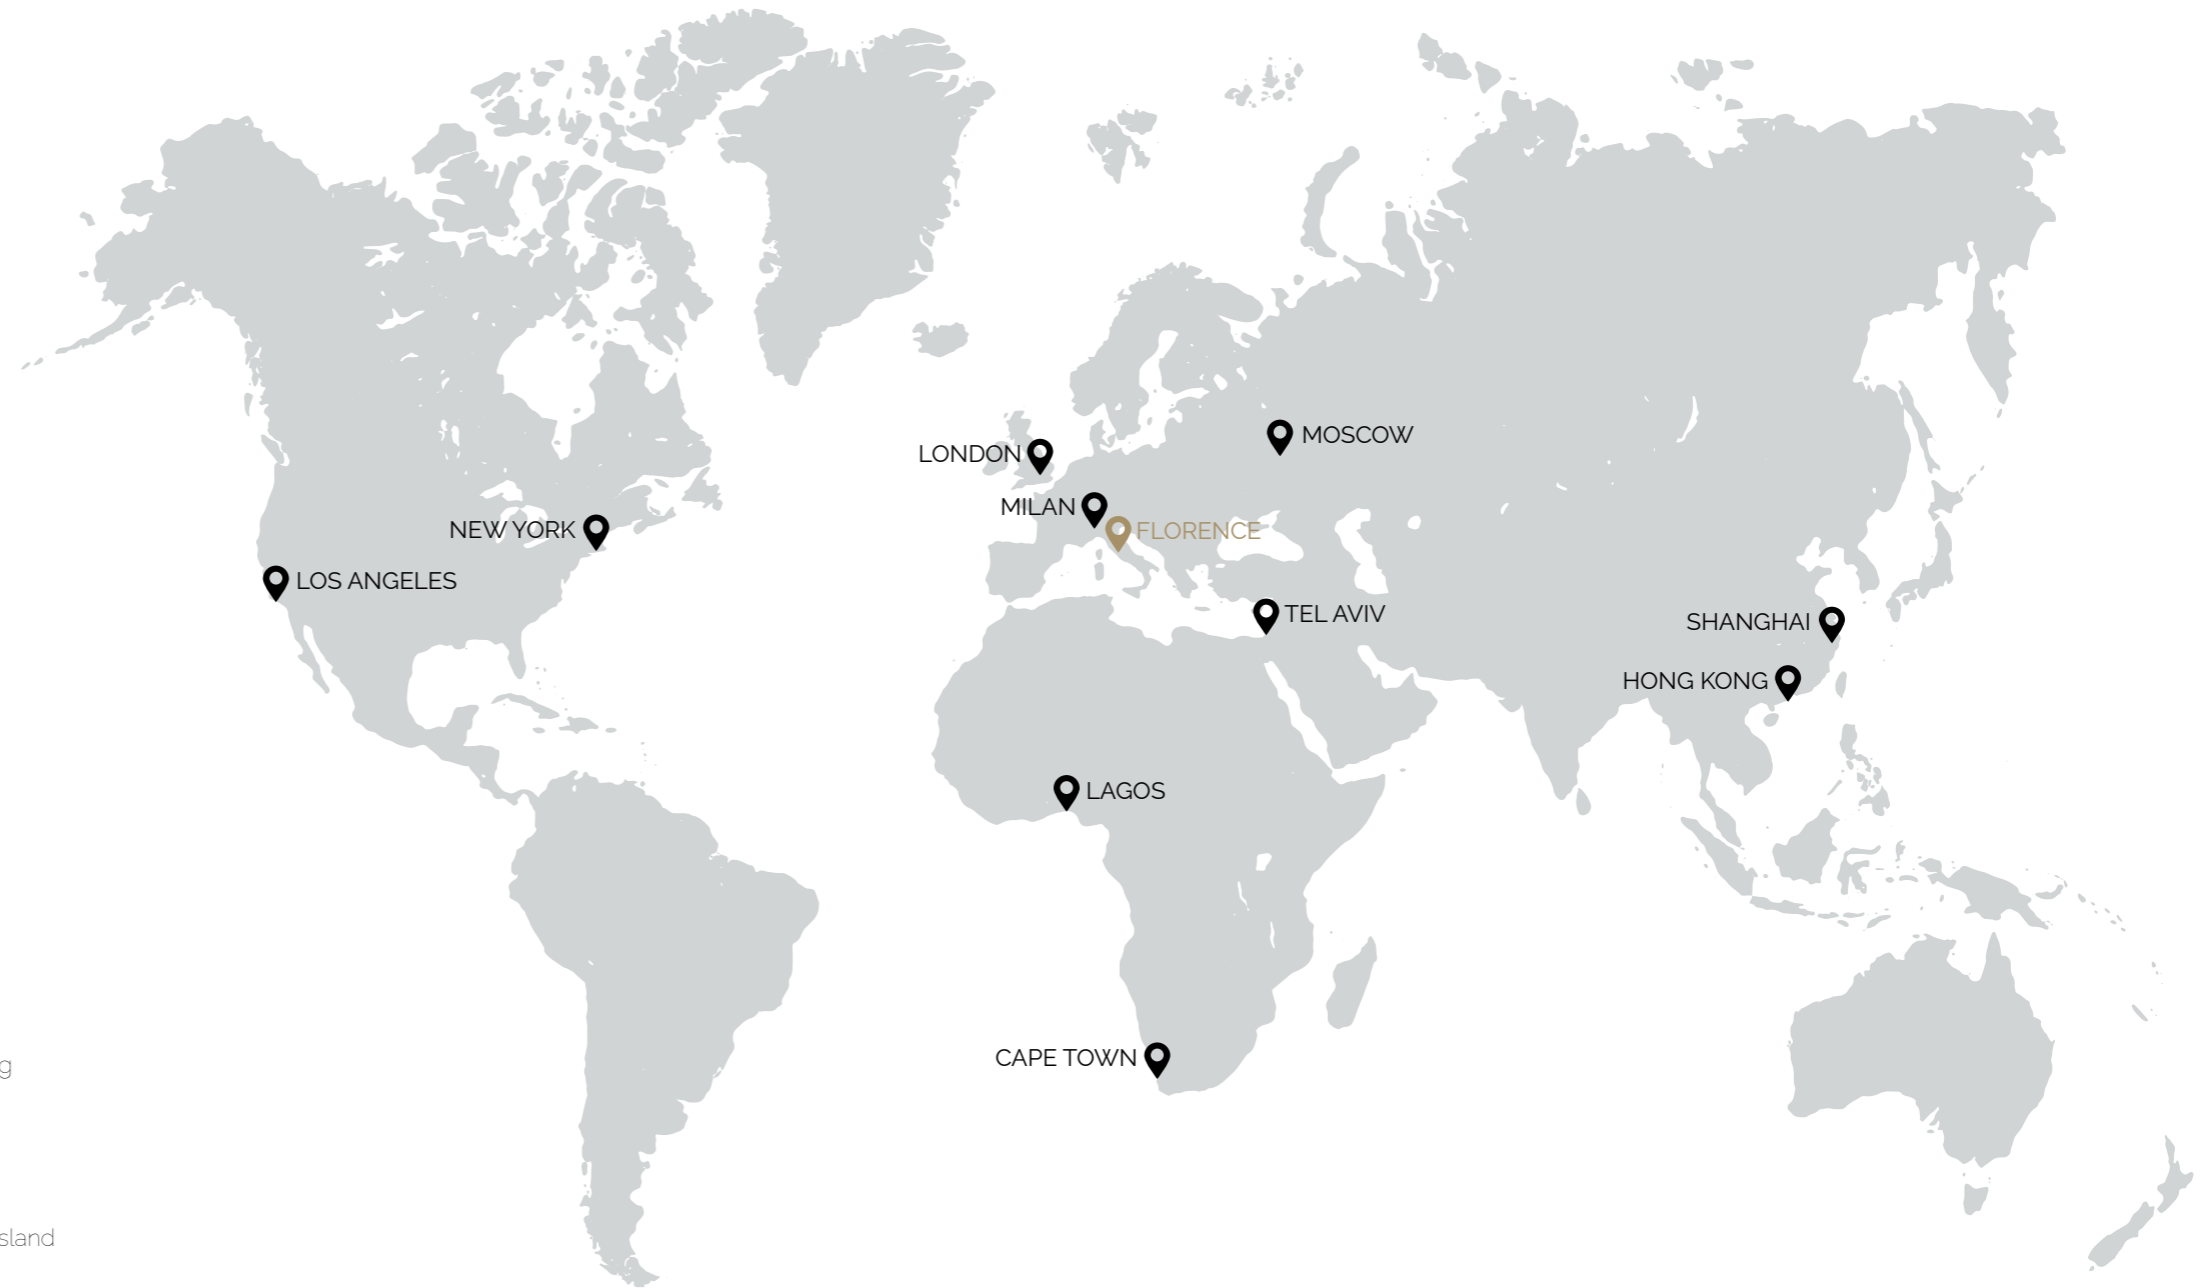 MOSCOW
LONDON
MILAN
NEW YORK
FLORENCE
LOS ANGELES
TEL AVIV
SHANGHAI
HONG KONG
LAGOS
CAPE TOWN
g
sland